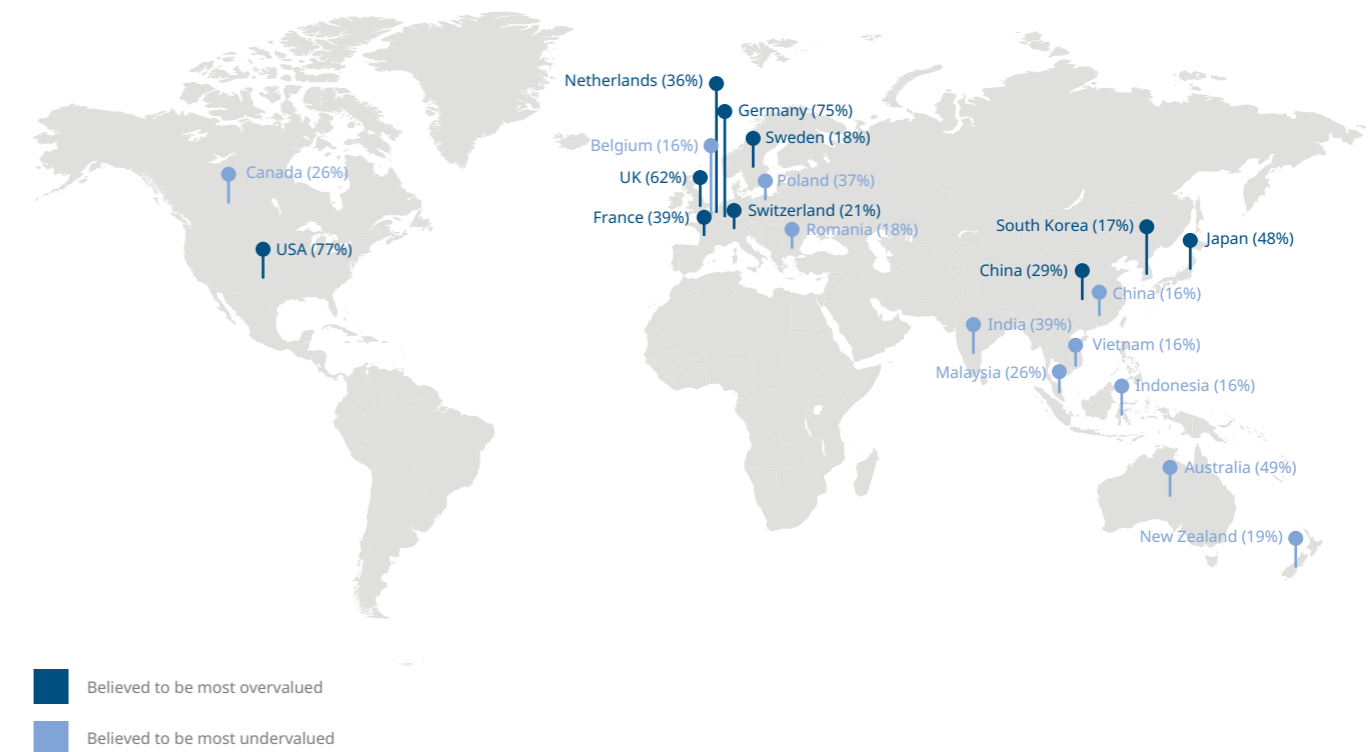 Netherlands (36%)
Germany (75%)
Sweden (18%)
Belgium (16%)
Canada (26%)
UK (62%)
Poland (37%)
Switzerland (21%)
France (39%)
Romania (18%)
South Korea (17%)
Japan (48%)
USA (77%)
China (29%)
China (16%)
India (39%)
Vietnam (16%)
Malaysia (26%)
Indonesia (16%)
Australia (49%)
New Zealand (19%)
Believed to be most overvalued
Believed to be most undervalued